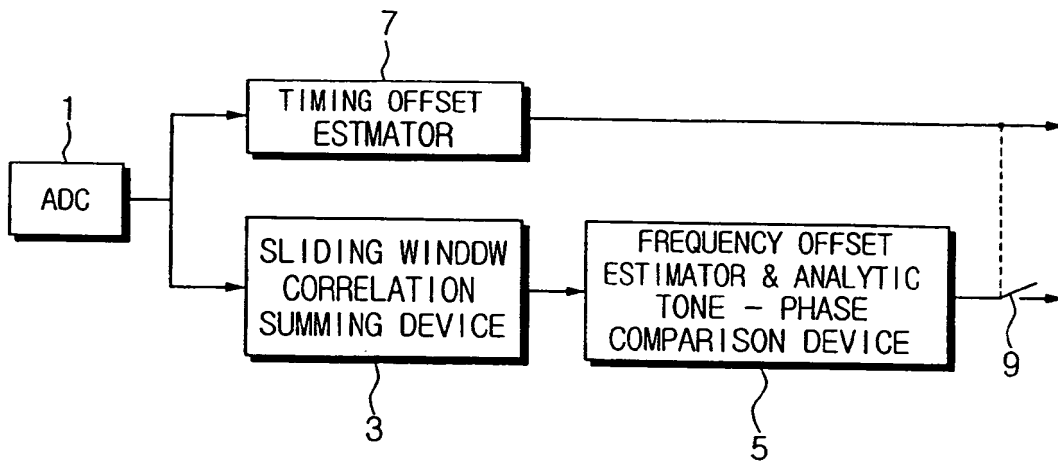 7
TIMING OFFSET
ESTMATOR
1
ADC
SLIDING WINDDW
CORRELATION
SUMMING DEVICE
3
FREQUENCY OFFSET
ESTIMATOR & ANALYTIC
TONE - PHASE
COMPARISON DEVICE
5
9